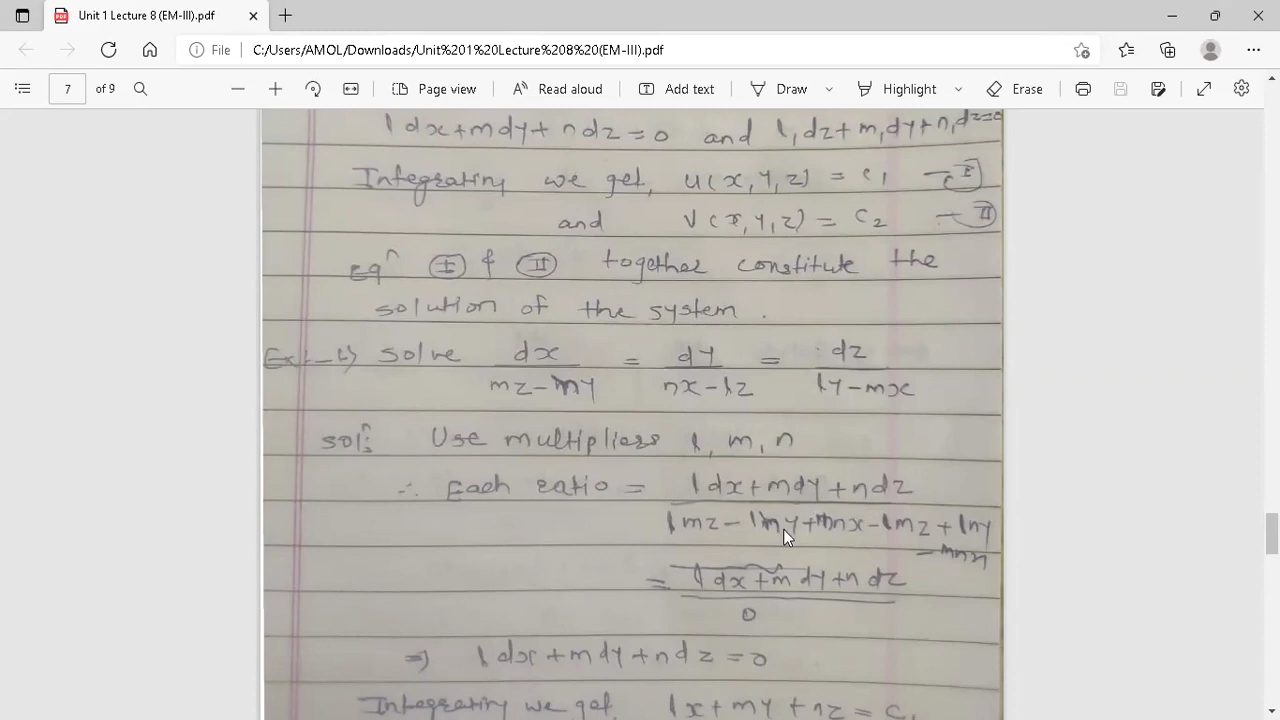 Unit 1 Lecture 8 (EM-III).pdf
File C:/Users/AMOL/Downloads/Unit%201%20Lecture%208%20(EM-III).pdf
7 of 9 Page view Read aloud Add text Draw Highlight Erase
l dx + m dy + n dz = 0 and l, dz + m, dy + n, dz = 0
Integrating we get, u(x, y, z) = c1 — I
and v(x, y, z) = c2 — II
Eqn I & II together constitute the
solution of the system.
Ex:-1) Solve dx/(mz - ny) = dy/(nx - lz) = dz/(ly - mx)
Soln: Use multipliers l, m, n
∴ Each ratio = (l dx + m dy + n dz)/(lmz - lny + mnx - lmz + lny - mnx)
= (l dx + m dy + n dz)/0
⇒ l dx + m dy + n dz = 0
Integrating we get, lx + my + nz = c1